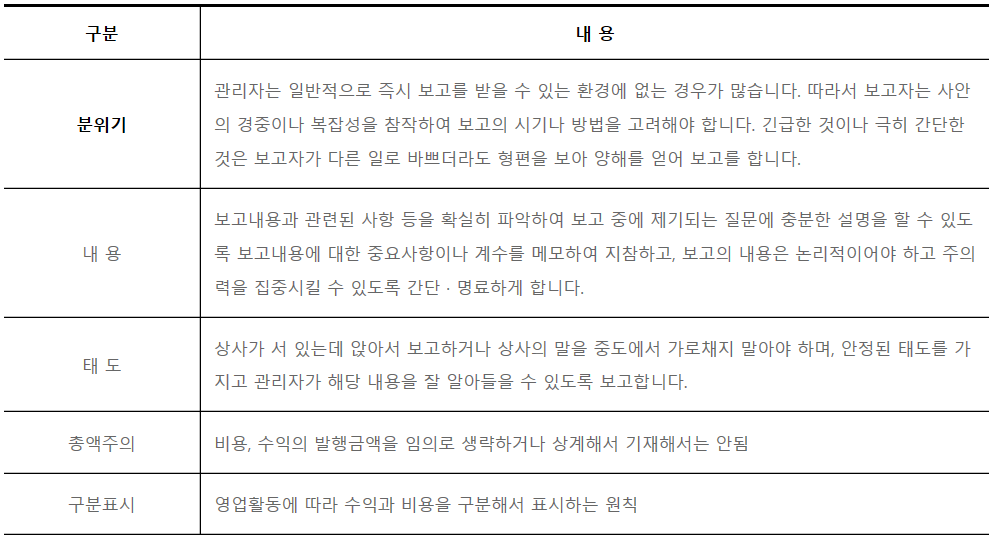 구분
내 용
분위기
관리자는 일반적으로 즉시 보고를 받을 수 있는 환경에 없는 경우가 많습니다. 따라서 보고자는 사안
의 경중이나 복잡성을 참작하여 보고의 시기나 방법을 고려해야 합니다. 긴급한 것이나 극히 간단한
것은 보고자가 다른 일로 바쁘더라도 형편을 보아 양해를 얻어 보고를 합니다.
내 용
보고내용과 관련된 사항 등을 확실히 파악하여 보고 중에 제기되는 질문에 충분한 설명을 할 수 있도
록 보고내용에 대한 중요사항이나 계수를 메모하여 지참하고, 보고의 내용은 논리적이어야 하고 주의
력을 집중시킬 수 있도록 간단 · 명료하게 합니다.
태 도
상사가 서 있는데 앉아서 보고하거나 상사의 말을 중도에서 가로채지 말아야 하며, 안정된 태도를 가
지고 관리자가 해당 내용을 잘 알아들을 수 있도록 보고합니다.
총액주의
비용, 수익의 발행금액을 임의로 생략하거나 상계해서 기재해서는 안됨
구분표시
영업활동에 따라 수익과 비용을 구분해서 표시하는 원칙